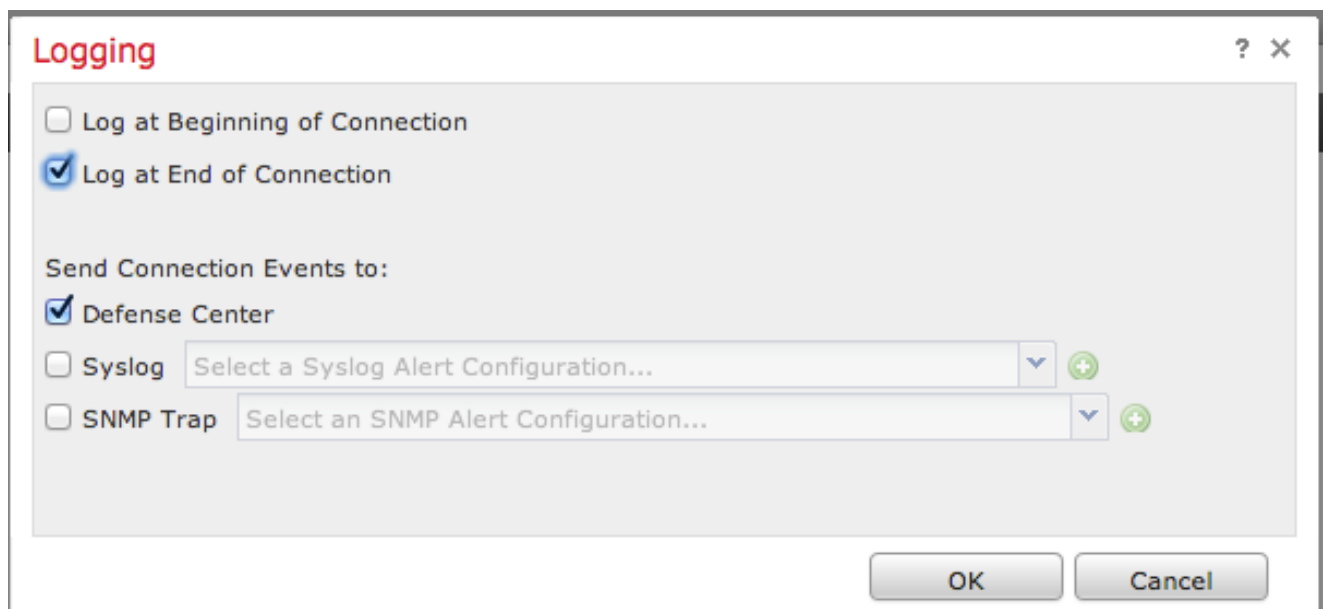 Logging ?
Log at Beginning of Connection
Log at End of Connection
Send Connection Events to:
Defense Center
Syslog Select a Syslog Alert Configuration...
SNMP Trap Select an SNMP Alert Configuration...
OK Cancel